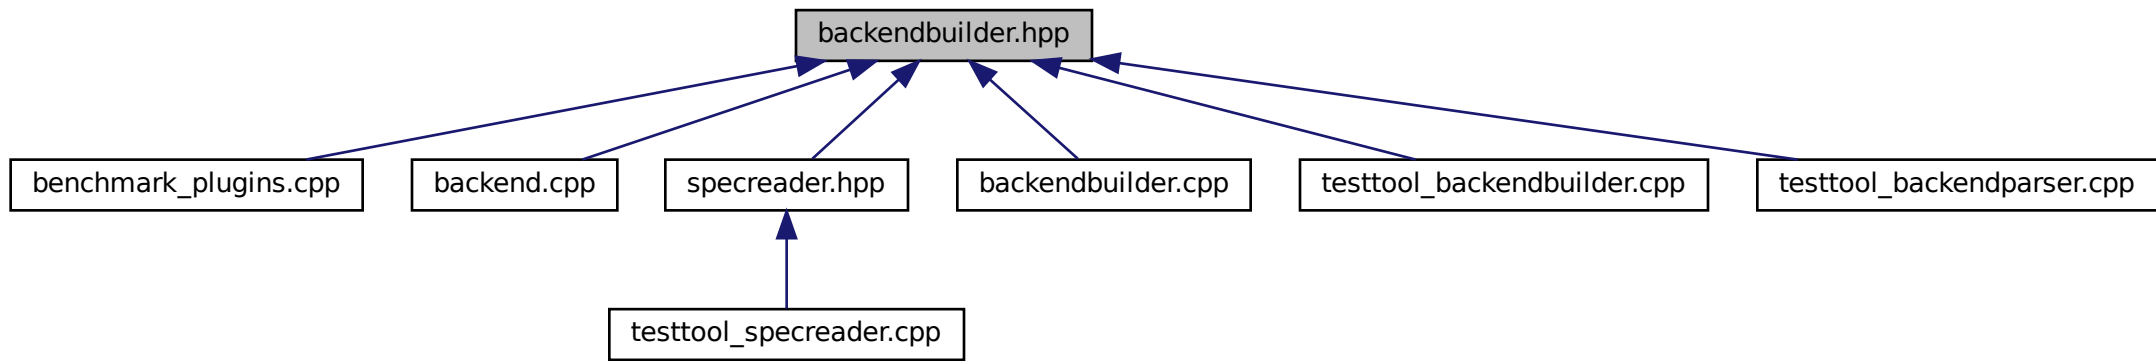 backendbuilder.hpp
benchmark_plugins.cpp
backend.cpp
specreader.hpp
backendbuilder.cpp
testtool_backendbuilder.cpp
testtool_backendparser.cpp
testtool_specreader.cpp